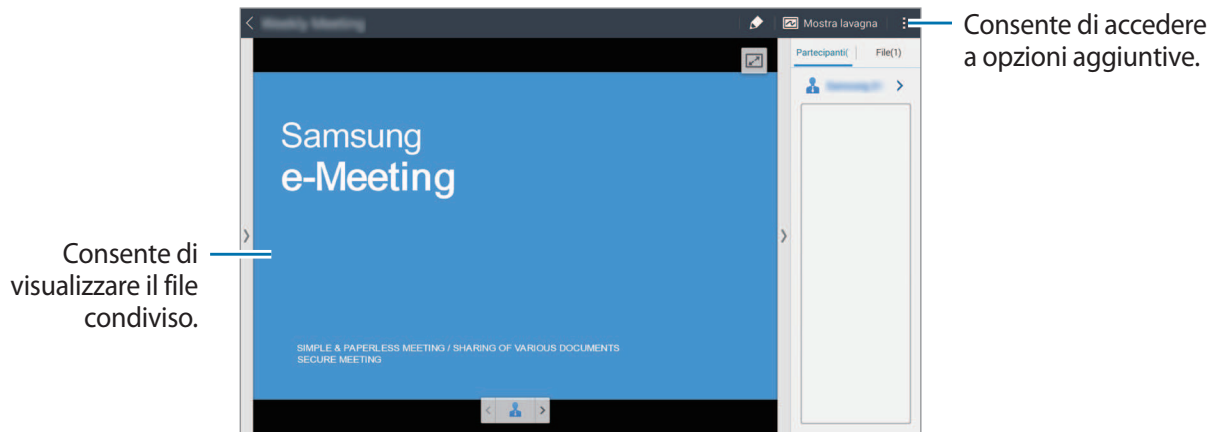 Mostra lavagna
Consente di accedere
a opzioni aggiuntive.
Partecipanti(
File(1)
Samsung
e-Meeting
Consente di
visualizzare il file
condiviso.
SIMPLE & PAPERLESS MEETING / SHARING OF VARIOUS DOCUMENTS
SECURE MEETING